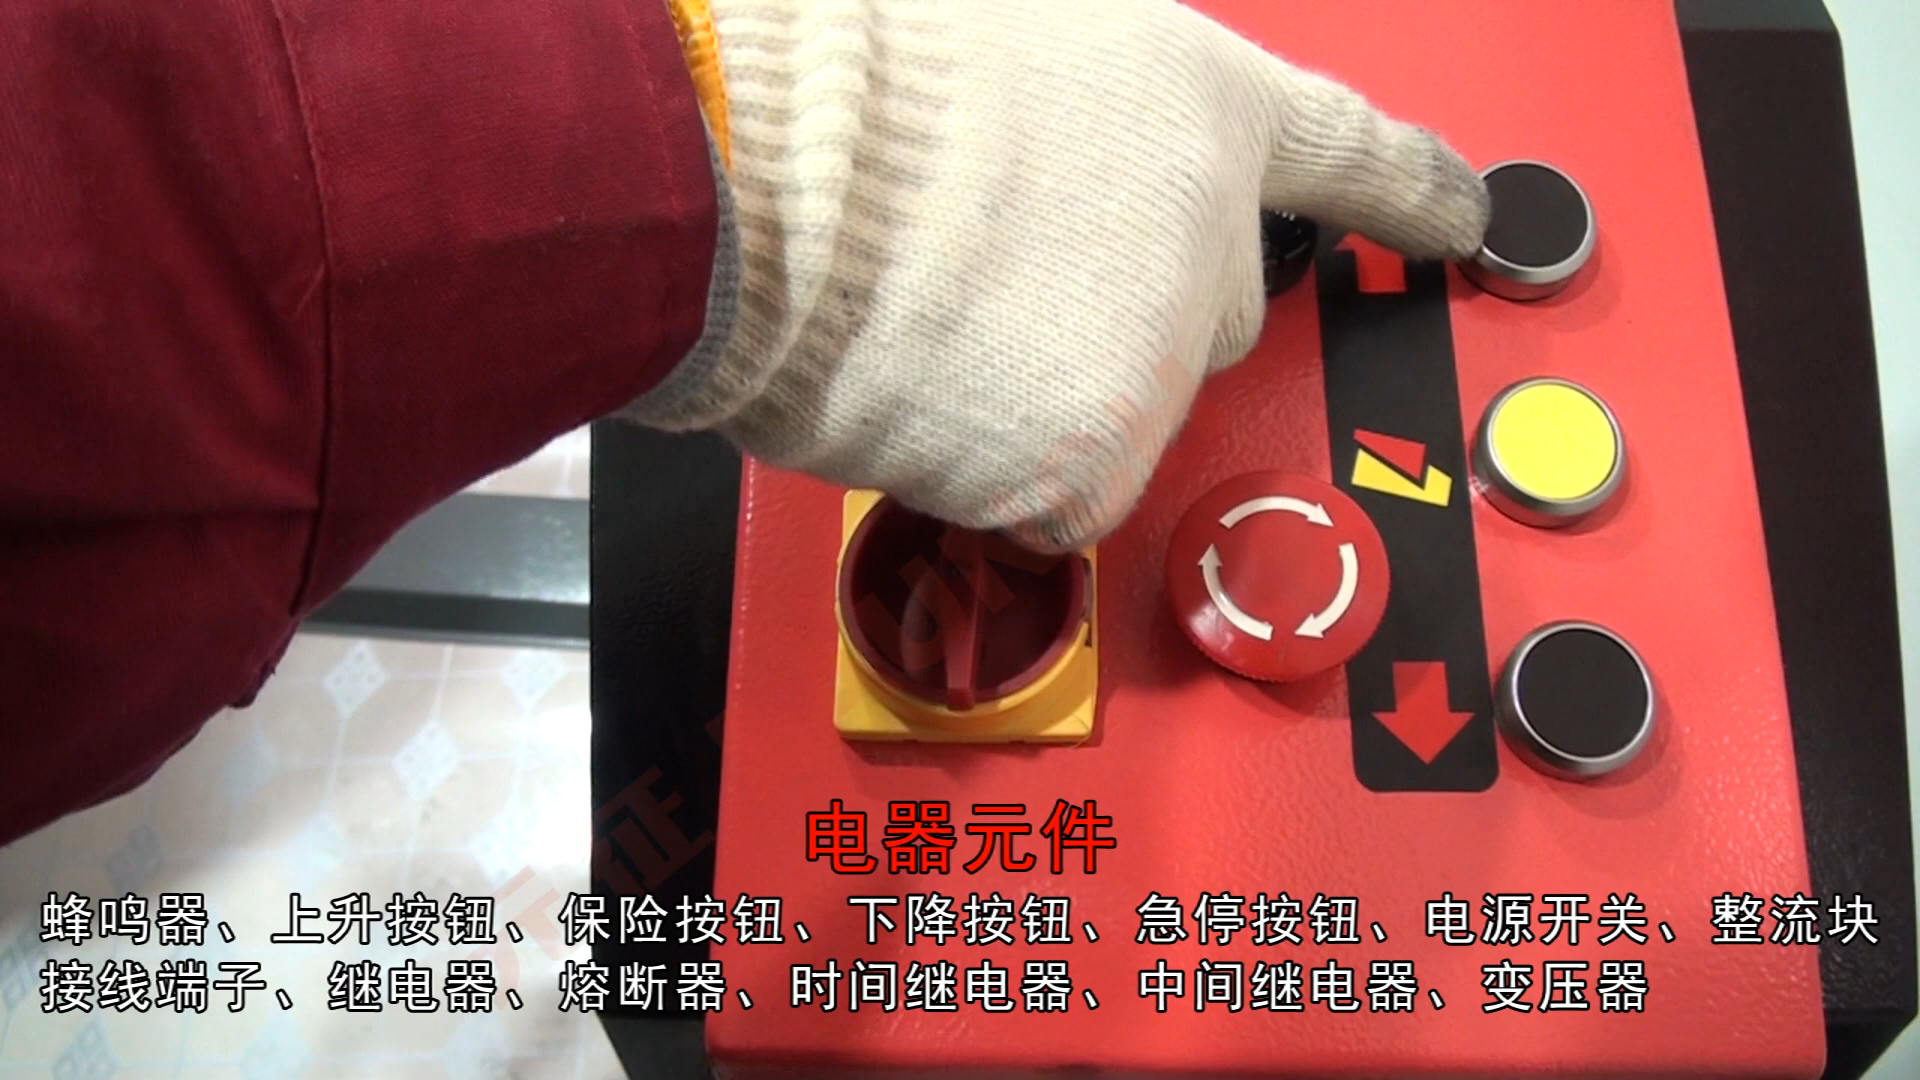 电器元件
蜂鸣器、上升按钮、保险按钮、下降按钮、急停按钮、电源开关、整流块
接线端子、继电器、熔断器、时间继电器、中间继电器、变压器
元征